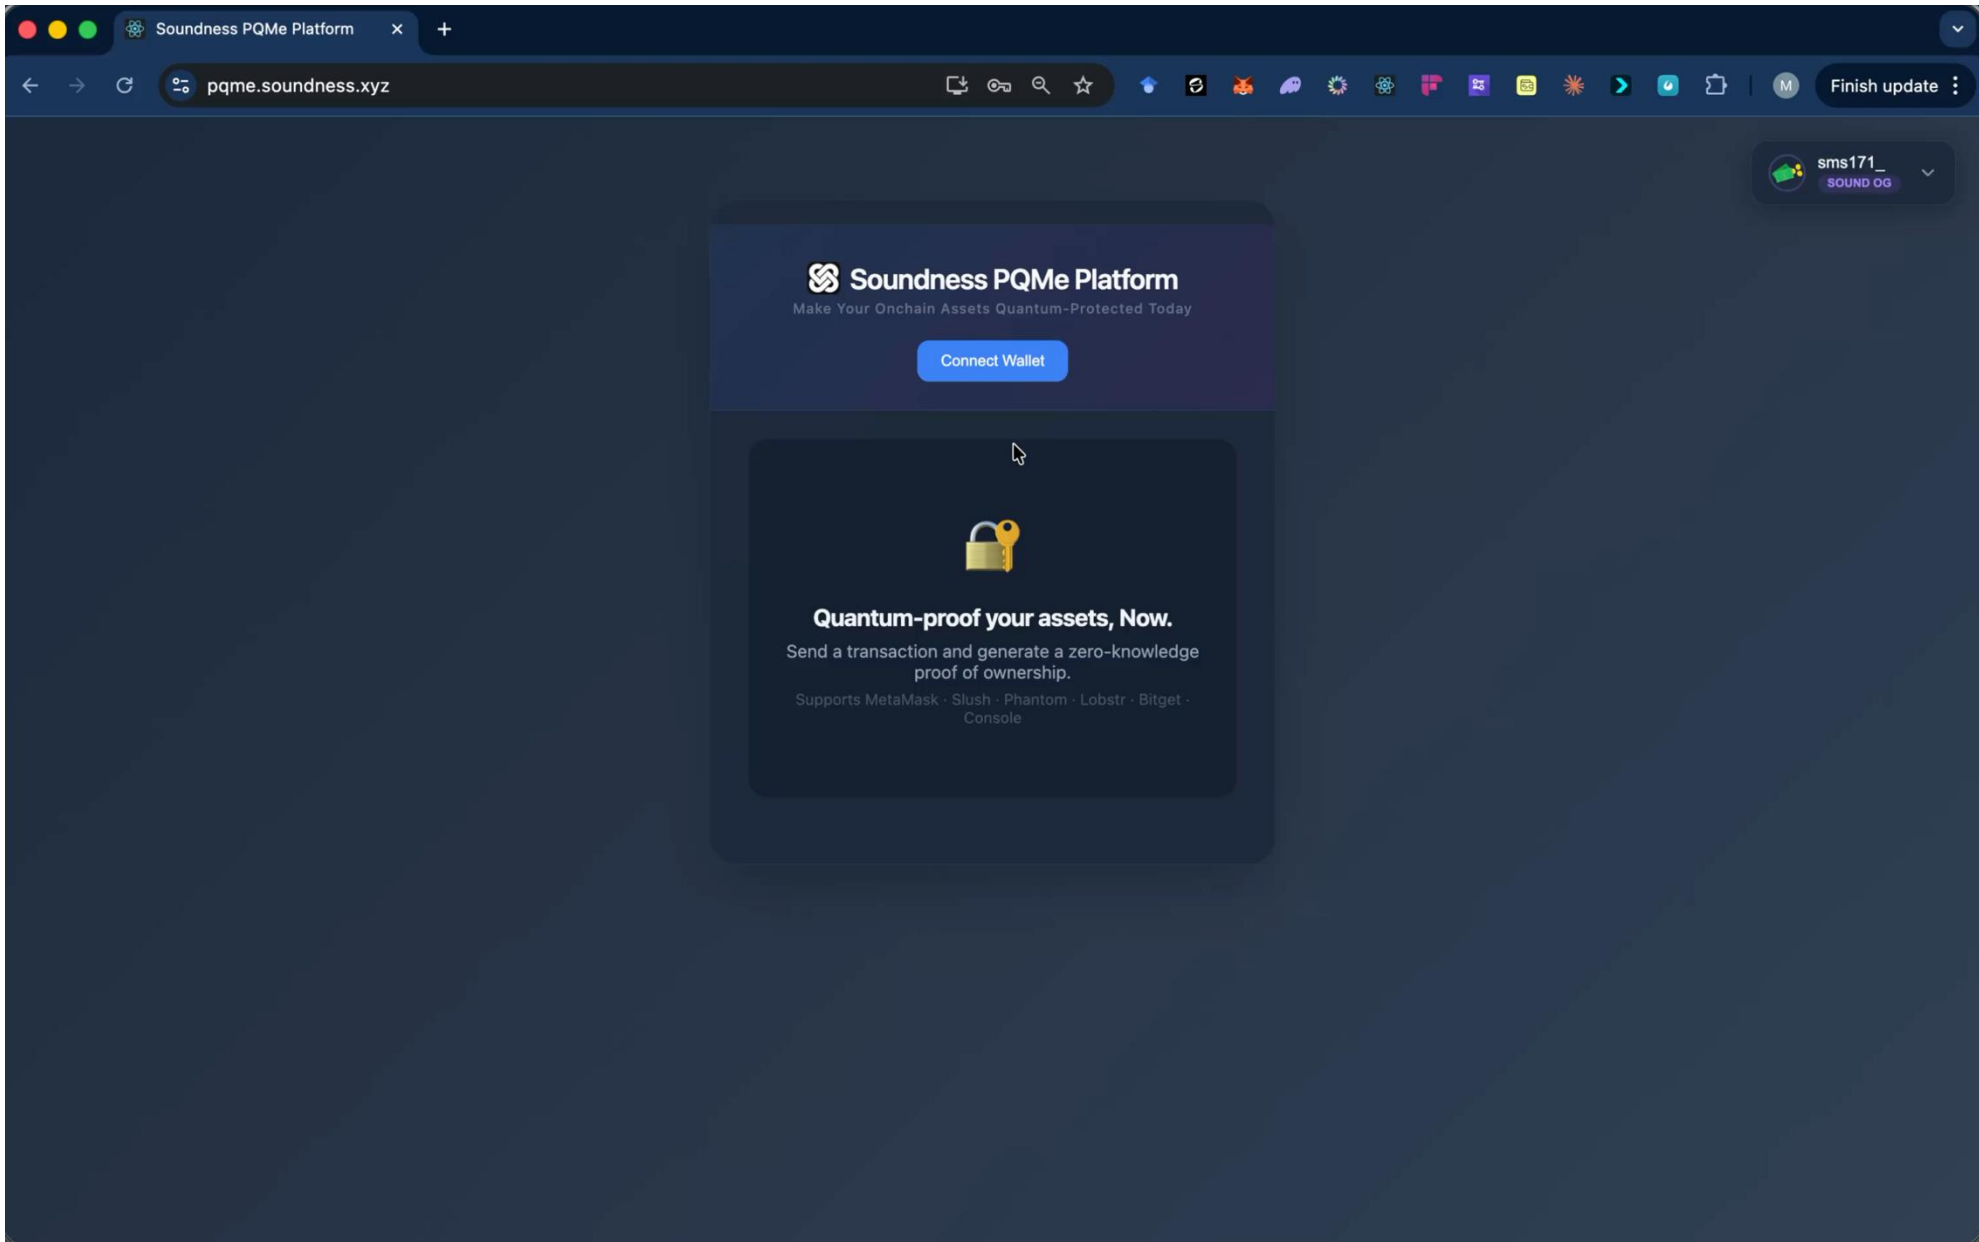 Soundness PQMe Platform
pqme.soundness.xyz
M
Finish update
sms171_
SOUND OG
Soundness PQMe Platform
Make Your Onchain Assets Quantum-Protected Today
Connect Wallet
Quantum-proof your assets, Now.
Send a transaction and generate a zero-knowledge
proof of ownership.
Supports MetaMask · Slush · Phantom · Lobstr · Bitget ·
Console